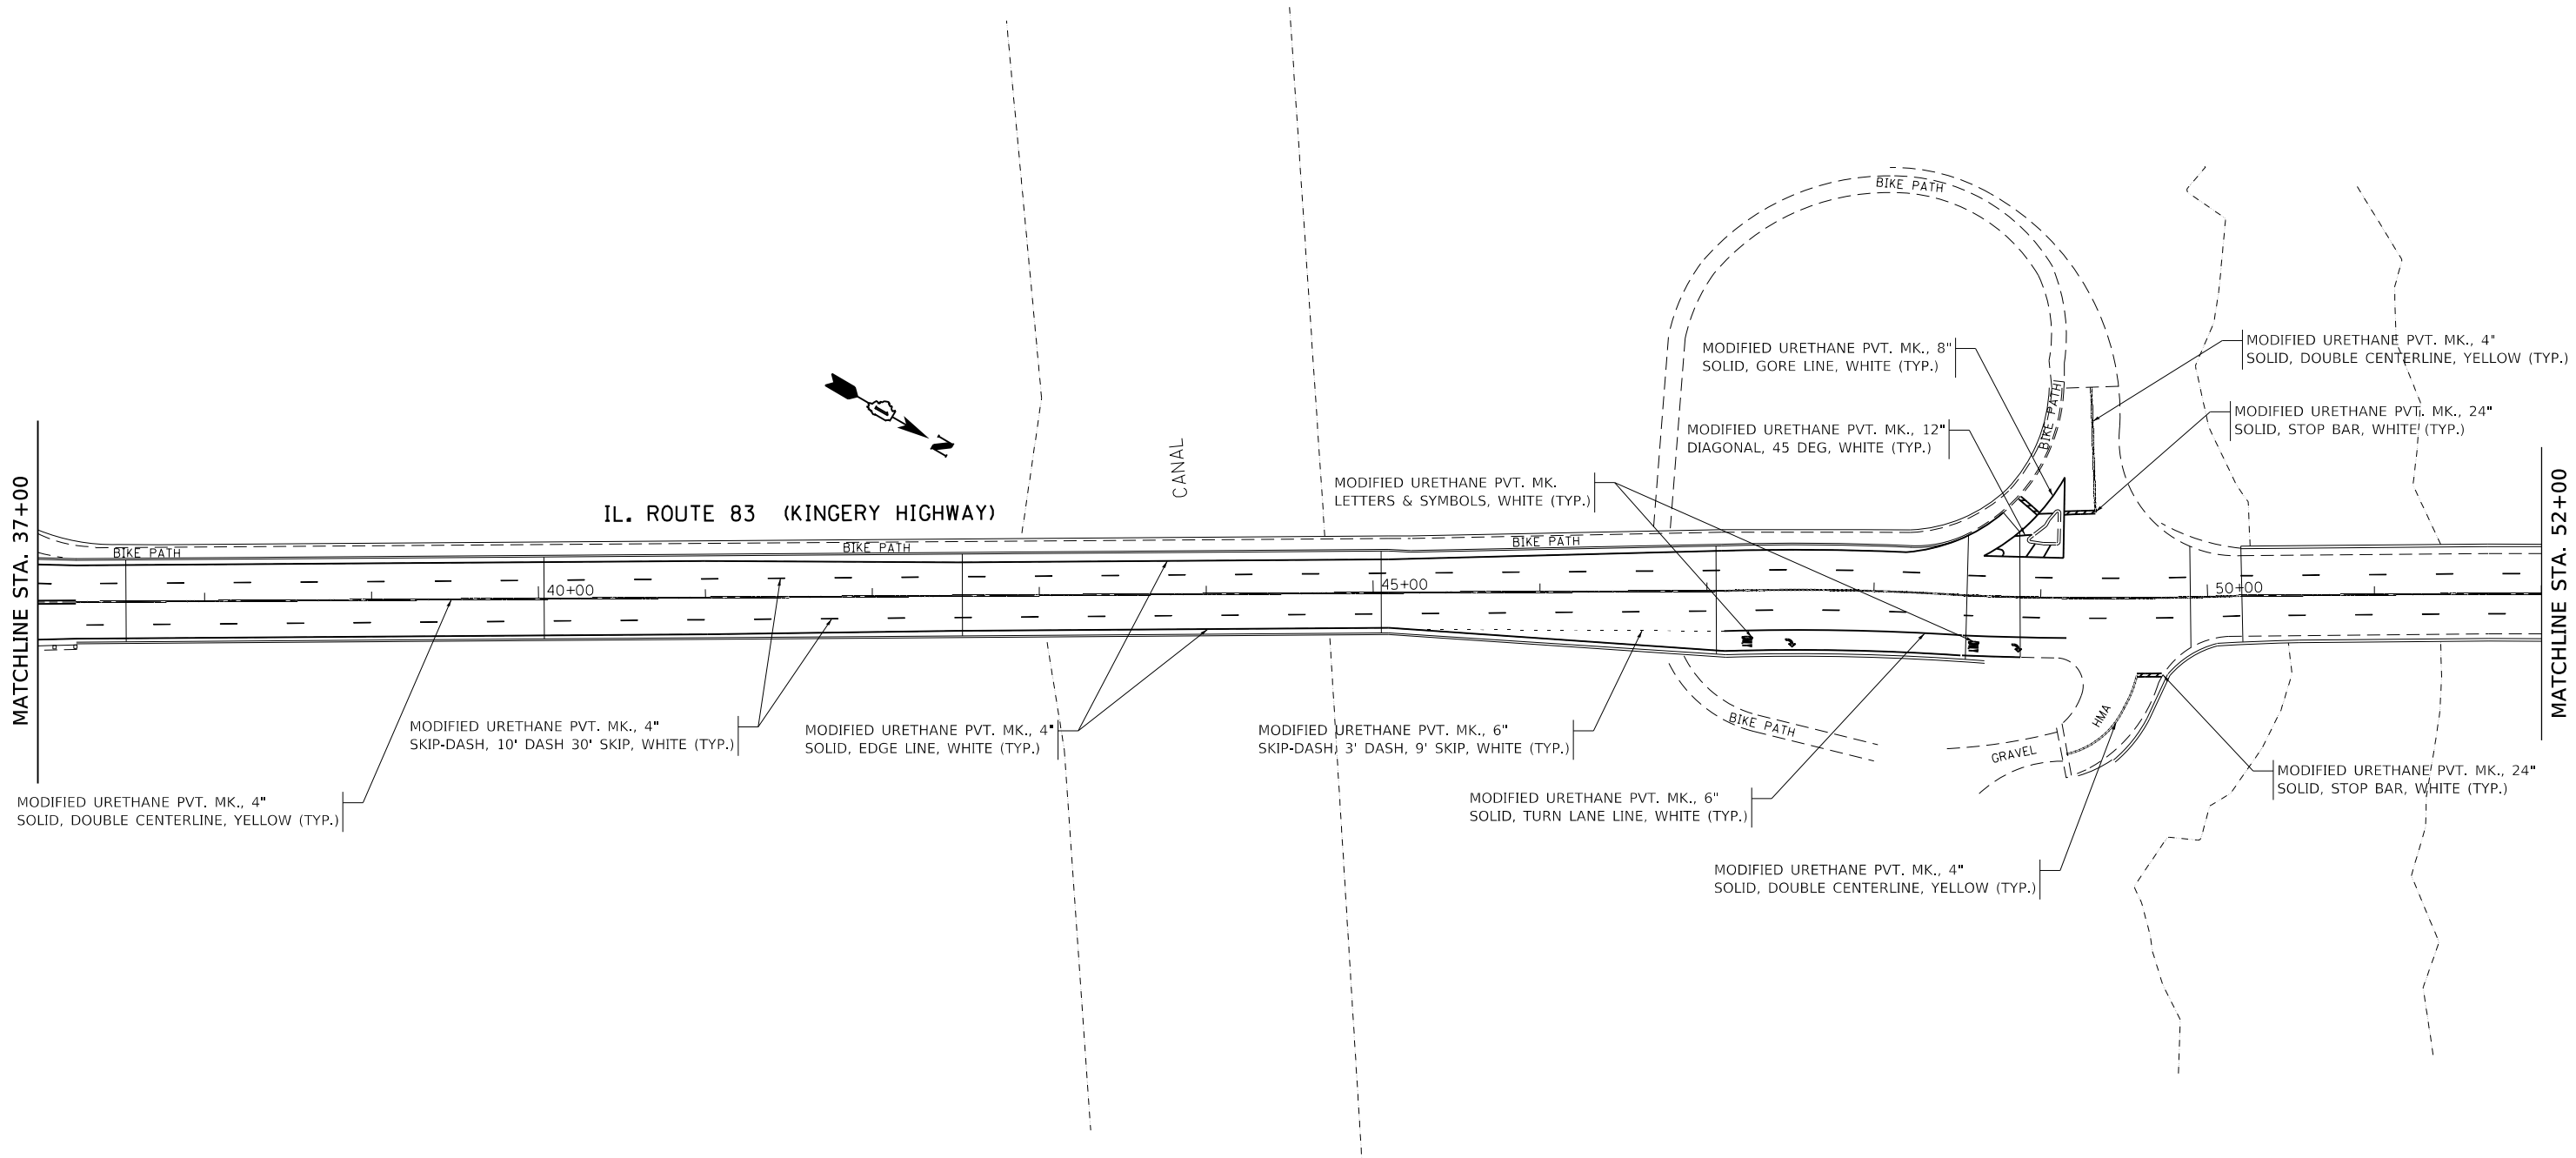 BIKE PATH
MODIFIED URETHANE PVT. MK., 8"
SOLID, GORE LINE, WHITE (TYP.)
MODIFIED URETHANE PVT. MK., 4"
SOLID, DOUBLE CENTERLINE, YELLOW (TYP.)
BIKE PATH
MODIFIED URETHANE PVT. MK., 12"
DIAGONAL, 45 DEG, WHITE (TYP.)
MODIFIED URETHANE PVT. MK., 24"
SOLID, STOP BAR, WHITE (TYP.)
N
CANAL
MODIFIED URETHANE PVT. MK.
LETTERS & SYMBOLS, WHITE (TYP.)
MATCHLINE STA. 37+00
IL. ROUTE 83 (KINGERY HIGHWAY)
MATCHLINE STA. 52+00
BIKE PATH
BIKE PATH
BIKE PATH
40+00
45+00
50+00
MODIFIED URETHANE PVT. MK., 4"
SKIP-DASH, 10' DASH 30' SKIP, WHITE (TYP.)
MODIFIED URETHANE PVT. MK., 4"
SOLID, EDGE LINE, WHITE (TYP.)
MODIFIED URETHANE PVT. MK., 6"
SKIP-DASH, 3' DASH, 9' SKIP, WHITE (TYP.)
BIKE PATH
HMA
GRAVEL
MODIFIED URETHANE PVT. MK., 24"
SOLID, STOP BAR, WHITE (TYP.)
MODIFIED URETHANE PVT. MK., 4"
SOLID, DOUBLE CENTERLINE, YELLOW (TYP.)
MODIFIED URETHANE PVT. MK., 6"
SOLID, TURN LANE LINE, WHITE (TYP.)
MODIFIED URETHANE PVT. MK., 4"
SOLID, DOUBLE CENTERLINE, YELLOW (TYP.)